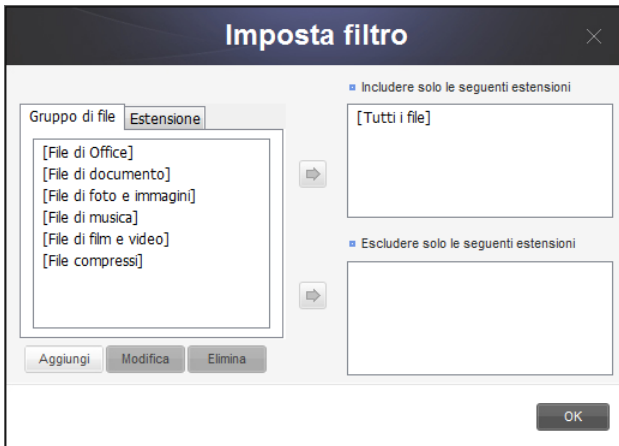 Imposta filtro
Gruppo di file
Estensione
[File di Office]
[File di documento]
[File di foto e immagini]
[File di musica]
[File di film e video]
[File compressi]
Aggiungi
Modifica
Elimina
Includere solo le seguenti estensioni
[Tutti i file]
Escludere solo le seguenti estensioni
OK